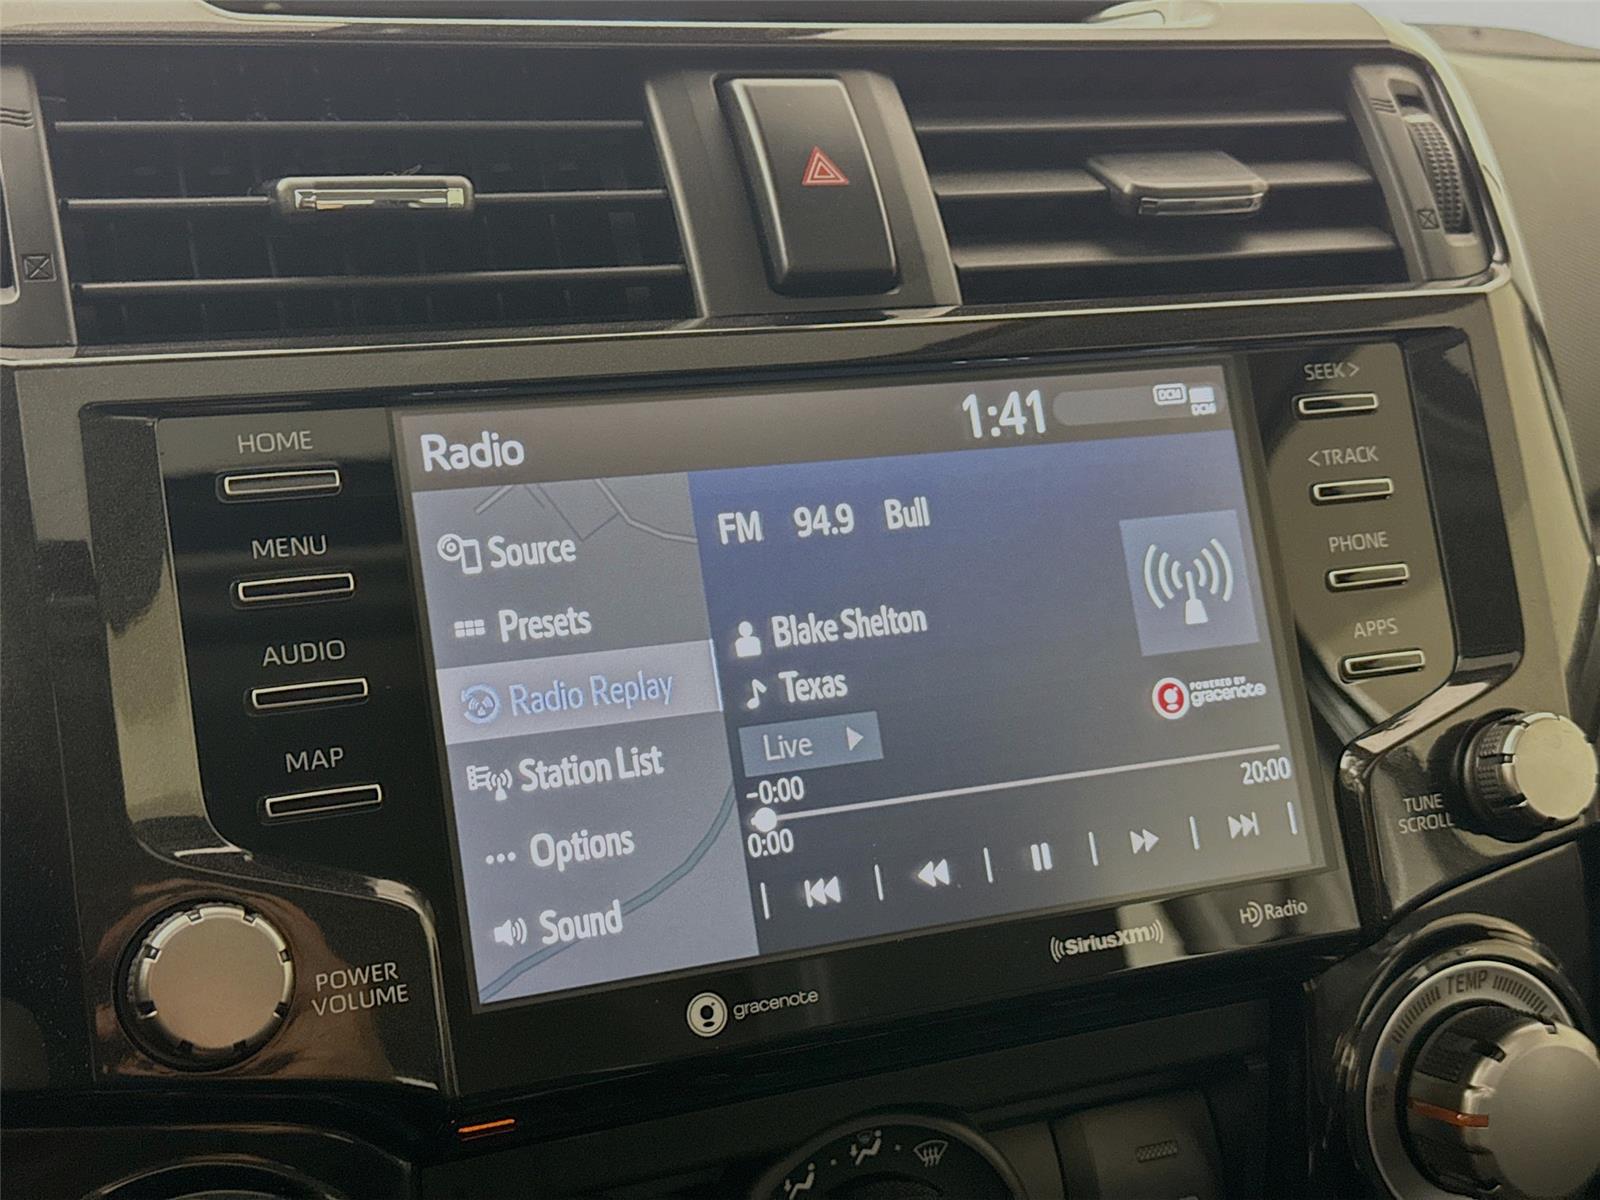 HOME
MENU
AUDIO
MAP
POWER
VOLUME
Radio
1:41
DCM
DCM
Source
Presets
Radio Replay
Station List
Options
Sound
FM 94.9 Bull
Blake Shelton
Texas
POWERED BY
gracenote
Live
-0:00
20:00
0:00
gracenote
((SiriusXM))
HD Radio
SEEK>
<TRACK
PHONE
APPS
TUNE
SCROLL
TEMP